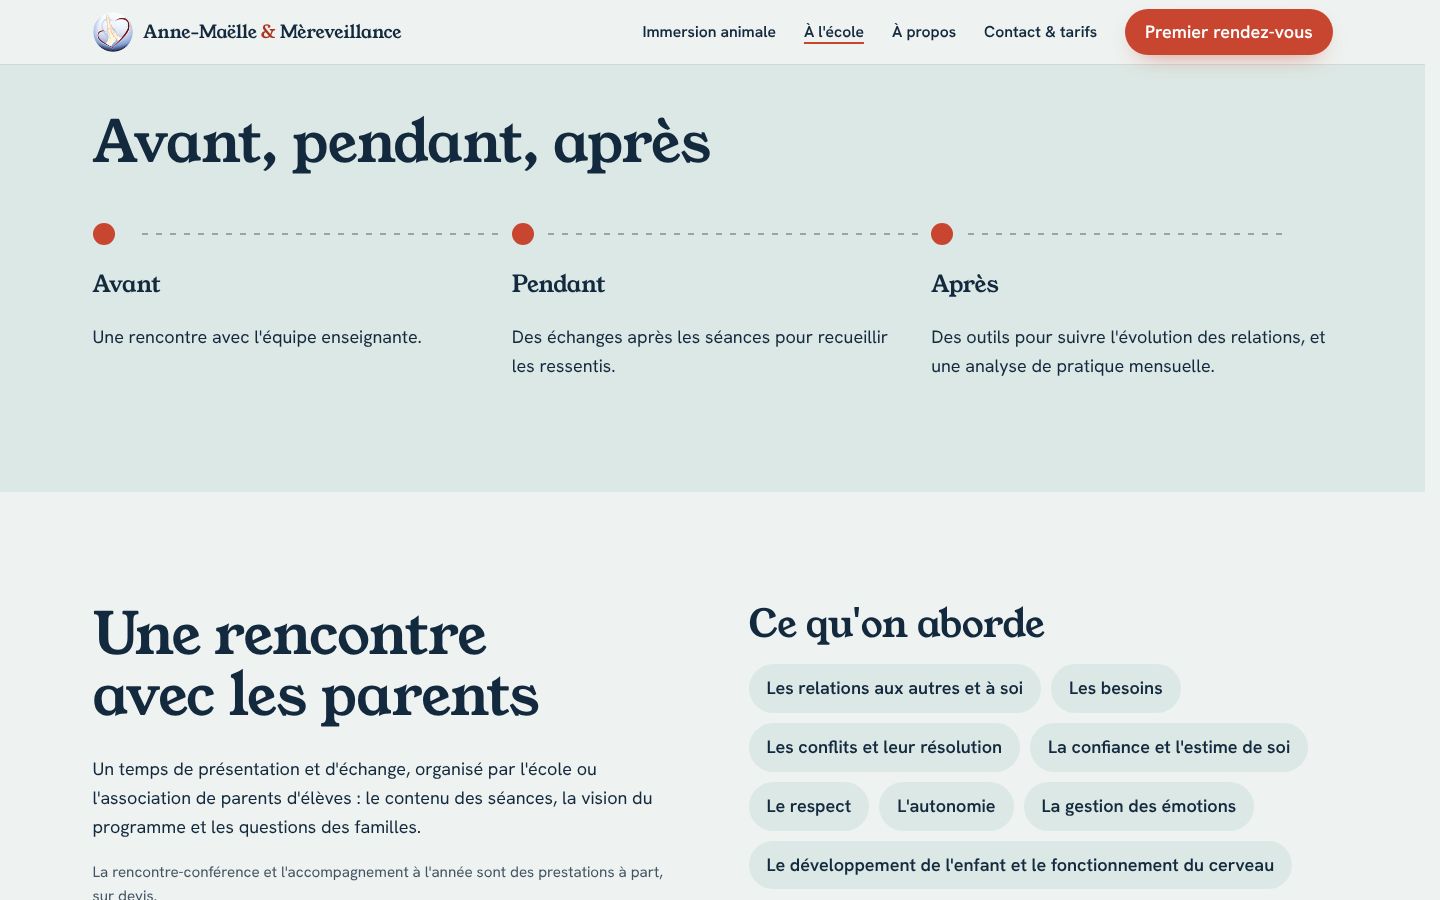 Anne-Maëlle & Mèreveillance
Immersion animale
À l'école
À propos
Contact & tarifs
Premier rendez-vous
Avant, pendant, après
Avant
Une rencontre avec l'équipe enseignante.
Pendant
Des échanges après les séances pour recueillir
les ressentis.
Après
Des outils pour suivre l'évolution des relations, et
une analyse de pratique mensuelle.
Une rencontre
avec les parents
Un temps de présentation et d'échange, organisé par l'école ou
l'association de parents d'élèves : le contenu des séances, la vision du
programme et les questions des familles.
La rencontre-conférence et l'accompagnement à l'année sont des prestations à part,
sur devis.
Ce qu'on aborde
Les relations aux autres et à soi
Les besoins
Les conflits et leur résolution
La confiance et l'estime de soi
Le respect
L'autonomie
La gestion des émotions
Le développement de l'enfant et le fonctionnement du cerveau